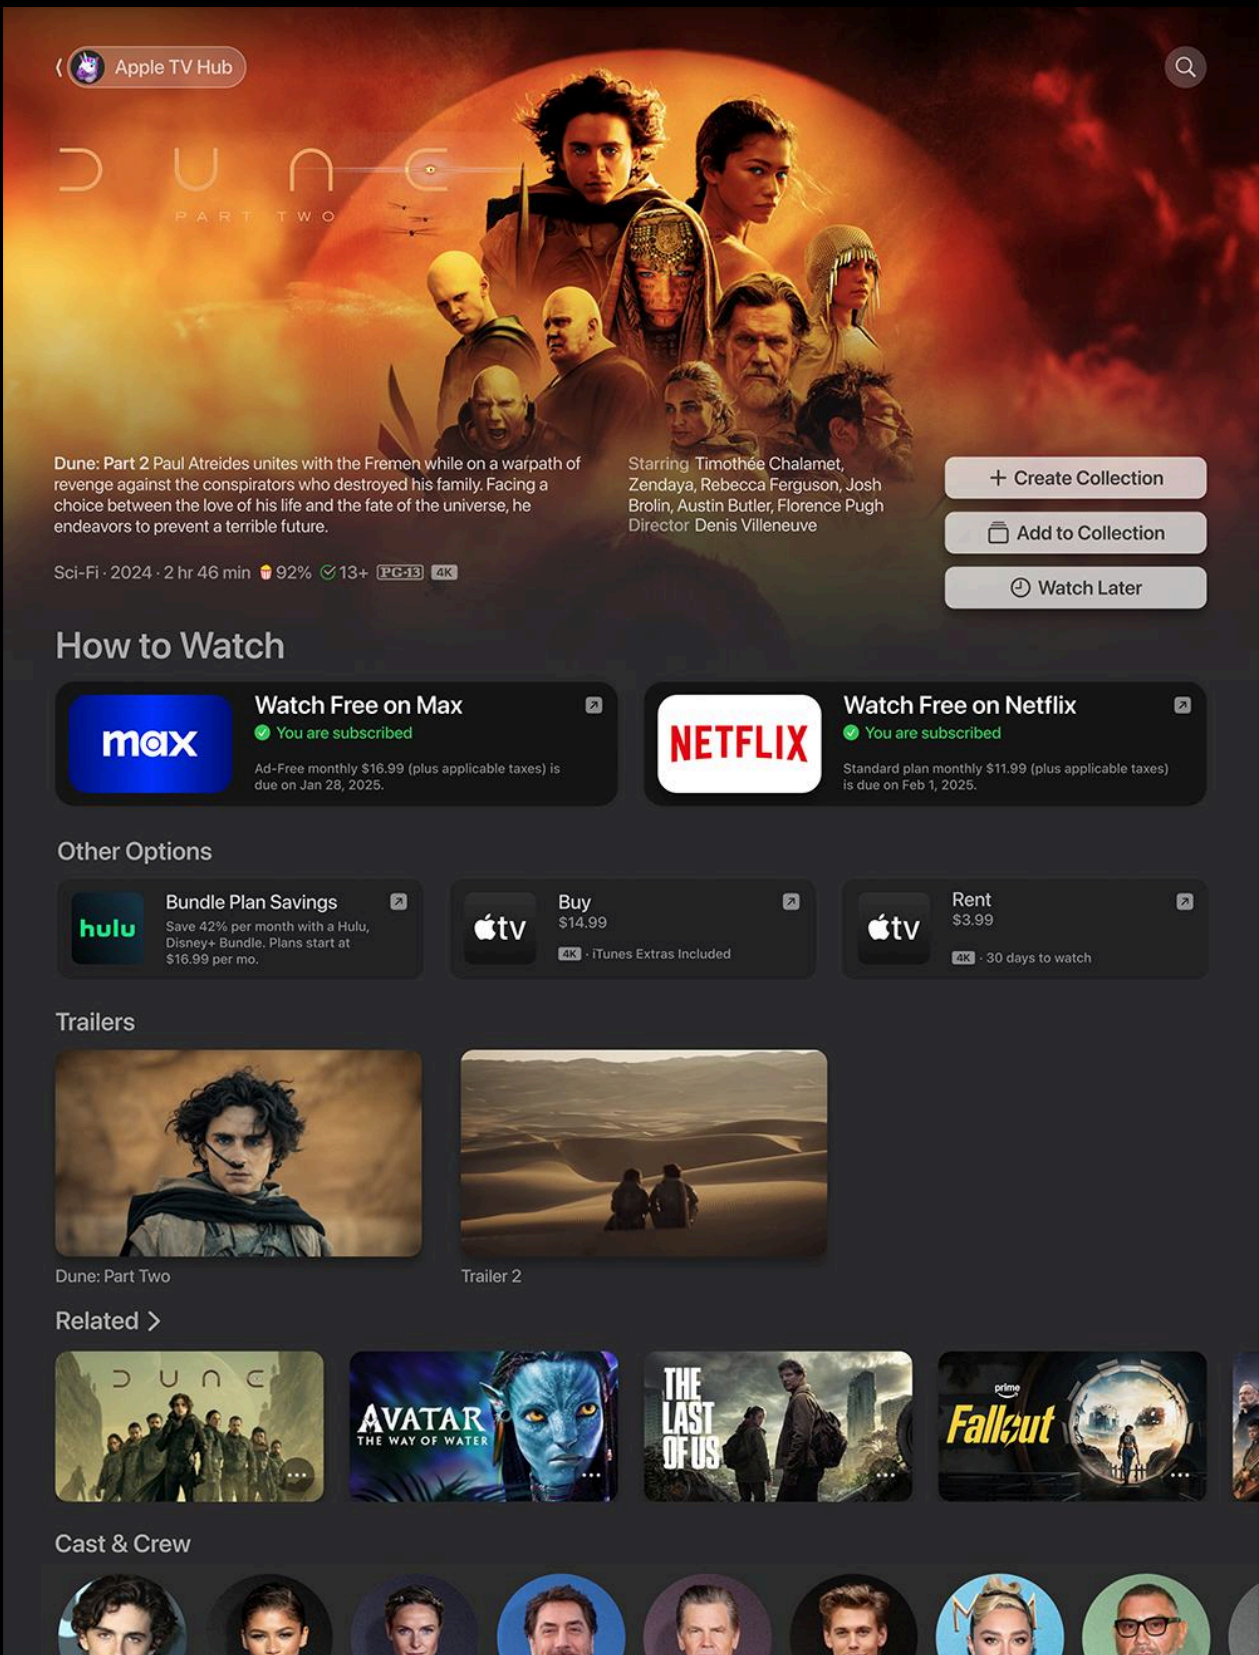 Apple TV Hub
DUNE
PART TWO
Dune: Part 2 Paul Atreides unites with the Fremen while on a warpath of
revenge against the conspirators who destroyed his family. Facing a
choice between the love of his life and the fate of the universe, he
endeavors to prevent a terrible future.
Starring Timothée Chalamet,
Zendaya, Rebecca Ferguson, Josh
Brolin, Austin Butler, Florence Pugh
Director Denis Villeneuve
+ Create Collection
Add to Collection
Watch Later
Sci-Fi · 2024 · 2 hr 46 min 🍿92% 13+ PG-13 4K
How to Watch
max
Watch Free on Max
You are subscribed
Ad-Free monthly $16.99 (plus applicable taxes) is
due on Jan 28, 2025.
NETFLIX
Watch Free on Netflix
You are subscribed
Standard plan monthly $11.99 (plus applicable taxes)
is due on Feb 1, 2025.
Other Options
hulu
Bundle Plan Savings
Save 42% per month with a Hulu,
Disney+ Bundle. Plans start at
$16.99 per mo.
tv
Buy
$14.99
4K · iTunes Extras Included
tv
Rent
$3.99
4K · 30 days to watch
Trailers
Dune: Part Two
Trailer 2
Related >
DUNE
AVATAR
THE WAY OF WATER
THE
LAST
OF US
prime
Fallout
Cast & Crew